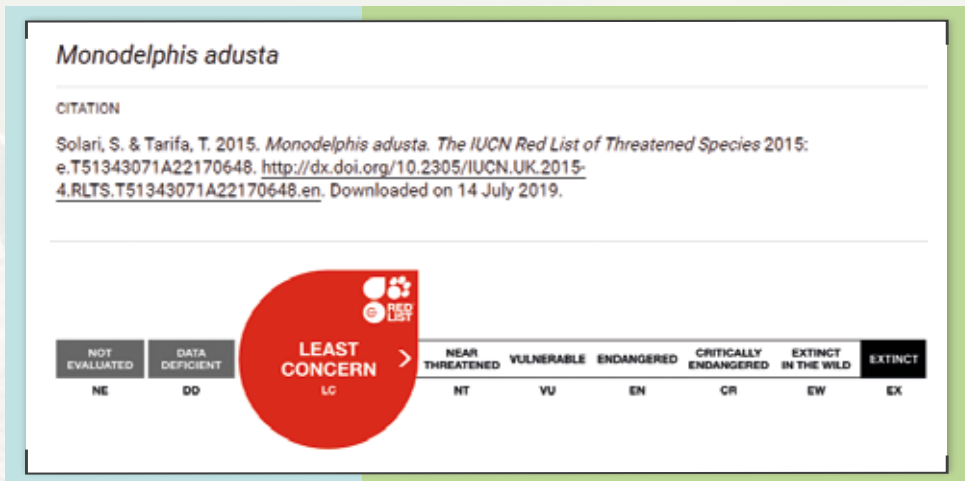 Monodelphis adusta
CITATION
Solari, S. & Tarifa, T. 2015. Monodelphis adusta. The IUCN Red List of Threatened Species 2015:
e.T51343071A22170648. http://dx.doi.org/10.2305/IUCN.UK.2015-
4.RLTS.T51343071A22170648.en. Downloaded on 14 July 2019.
RED
LIST
NOT
EVALUATED
NE
DATA
DEFICIENT
DD
LEAST
CONCERN
LC
NEAR
THREATENED
NT
VULNERABLE
VU
ENDANGERED
EN
CRITICALLY
ENDANGERED
CR
EXTINCT
IN THE WILD
EW
EXTINCT
EX